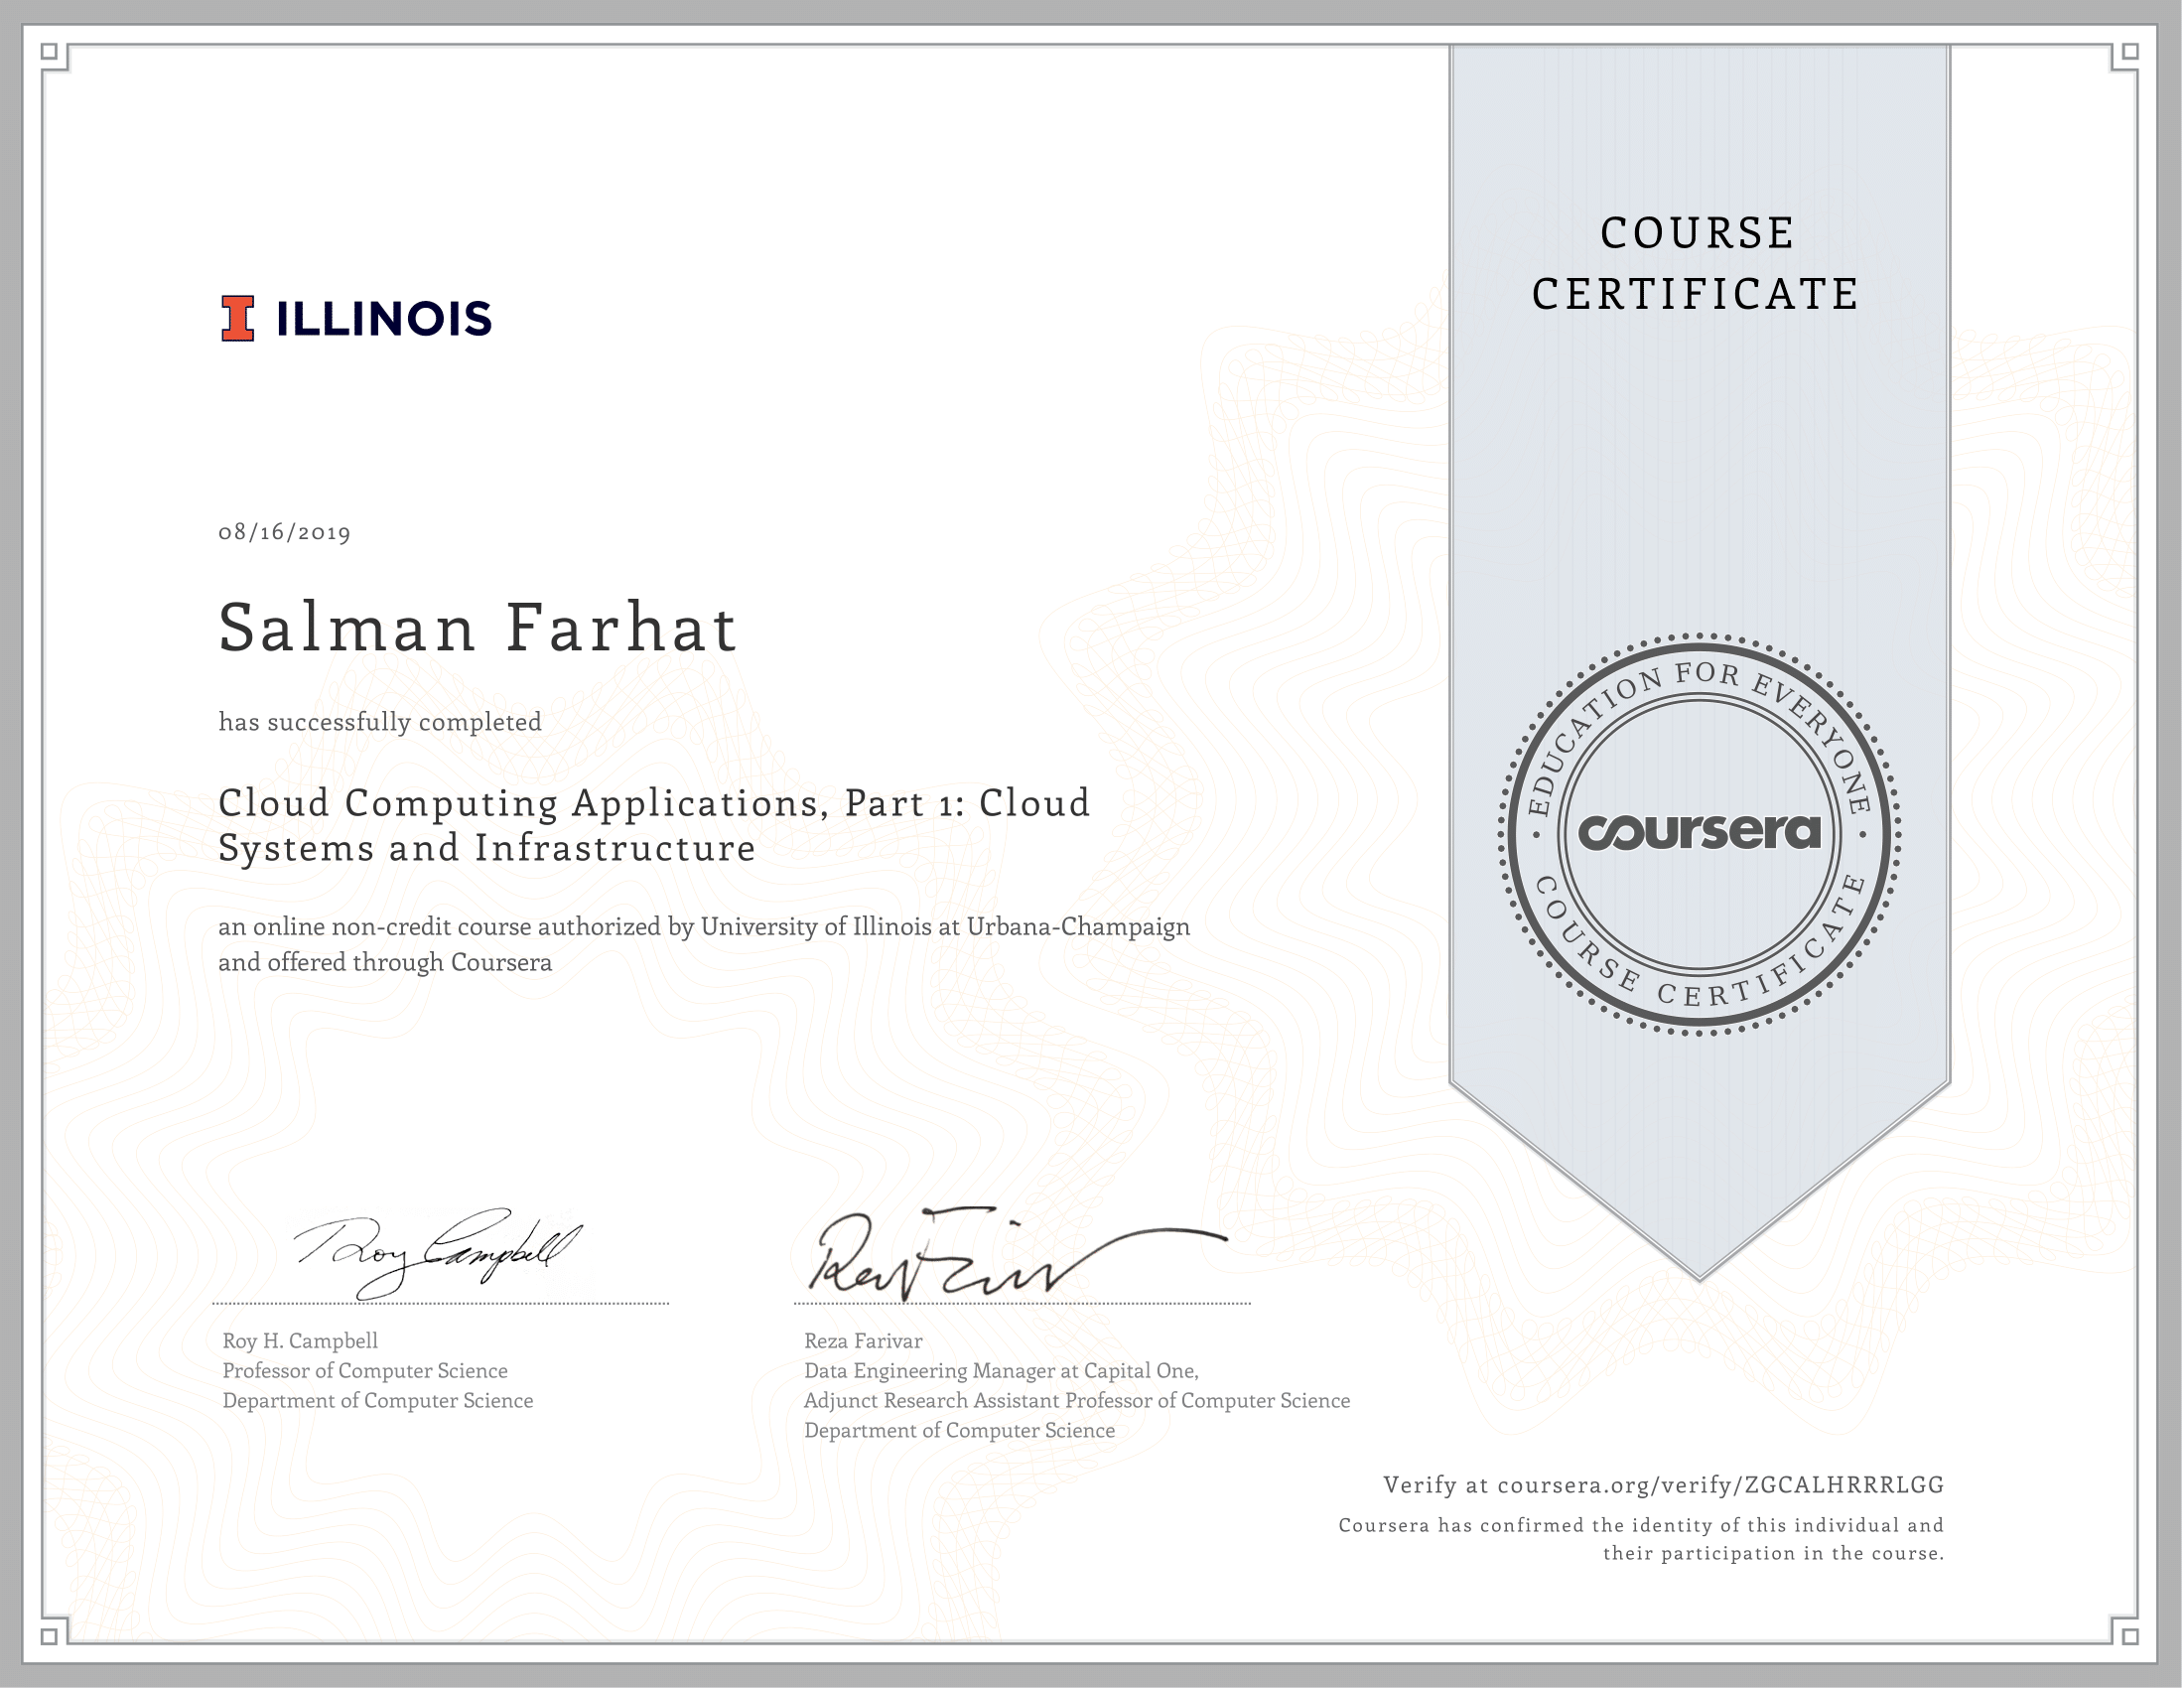 ILLINOIS
08/16/2019
Salman Farhat
has successfully completed
Cloud Computing Applications, Part 1: Cloud
Systems and Infrastructure
an online non-credit course authorized by University of Illinois at Urbana-Champaign
and offered through Coursera
Roy Campbell
Roy H. Campbell
Professor of Computer Science
Department of Computer Science
Reza Farivar
Data Engineering Manager at Capital One,
Adjunct Research Assistant Professor of Computer Science
Department of Computer Science
COURSE
CERTIFICATE
EDUCATION FOR EVERYONE
coursera
COURSE CERTIFICATE
Verify at coursera.org/verify/ZGCALHRRRLGG
Coursera has confirmed the identity of this individual and
their participation in the course.